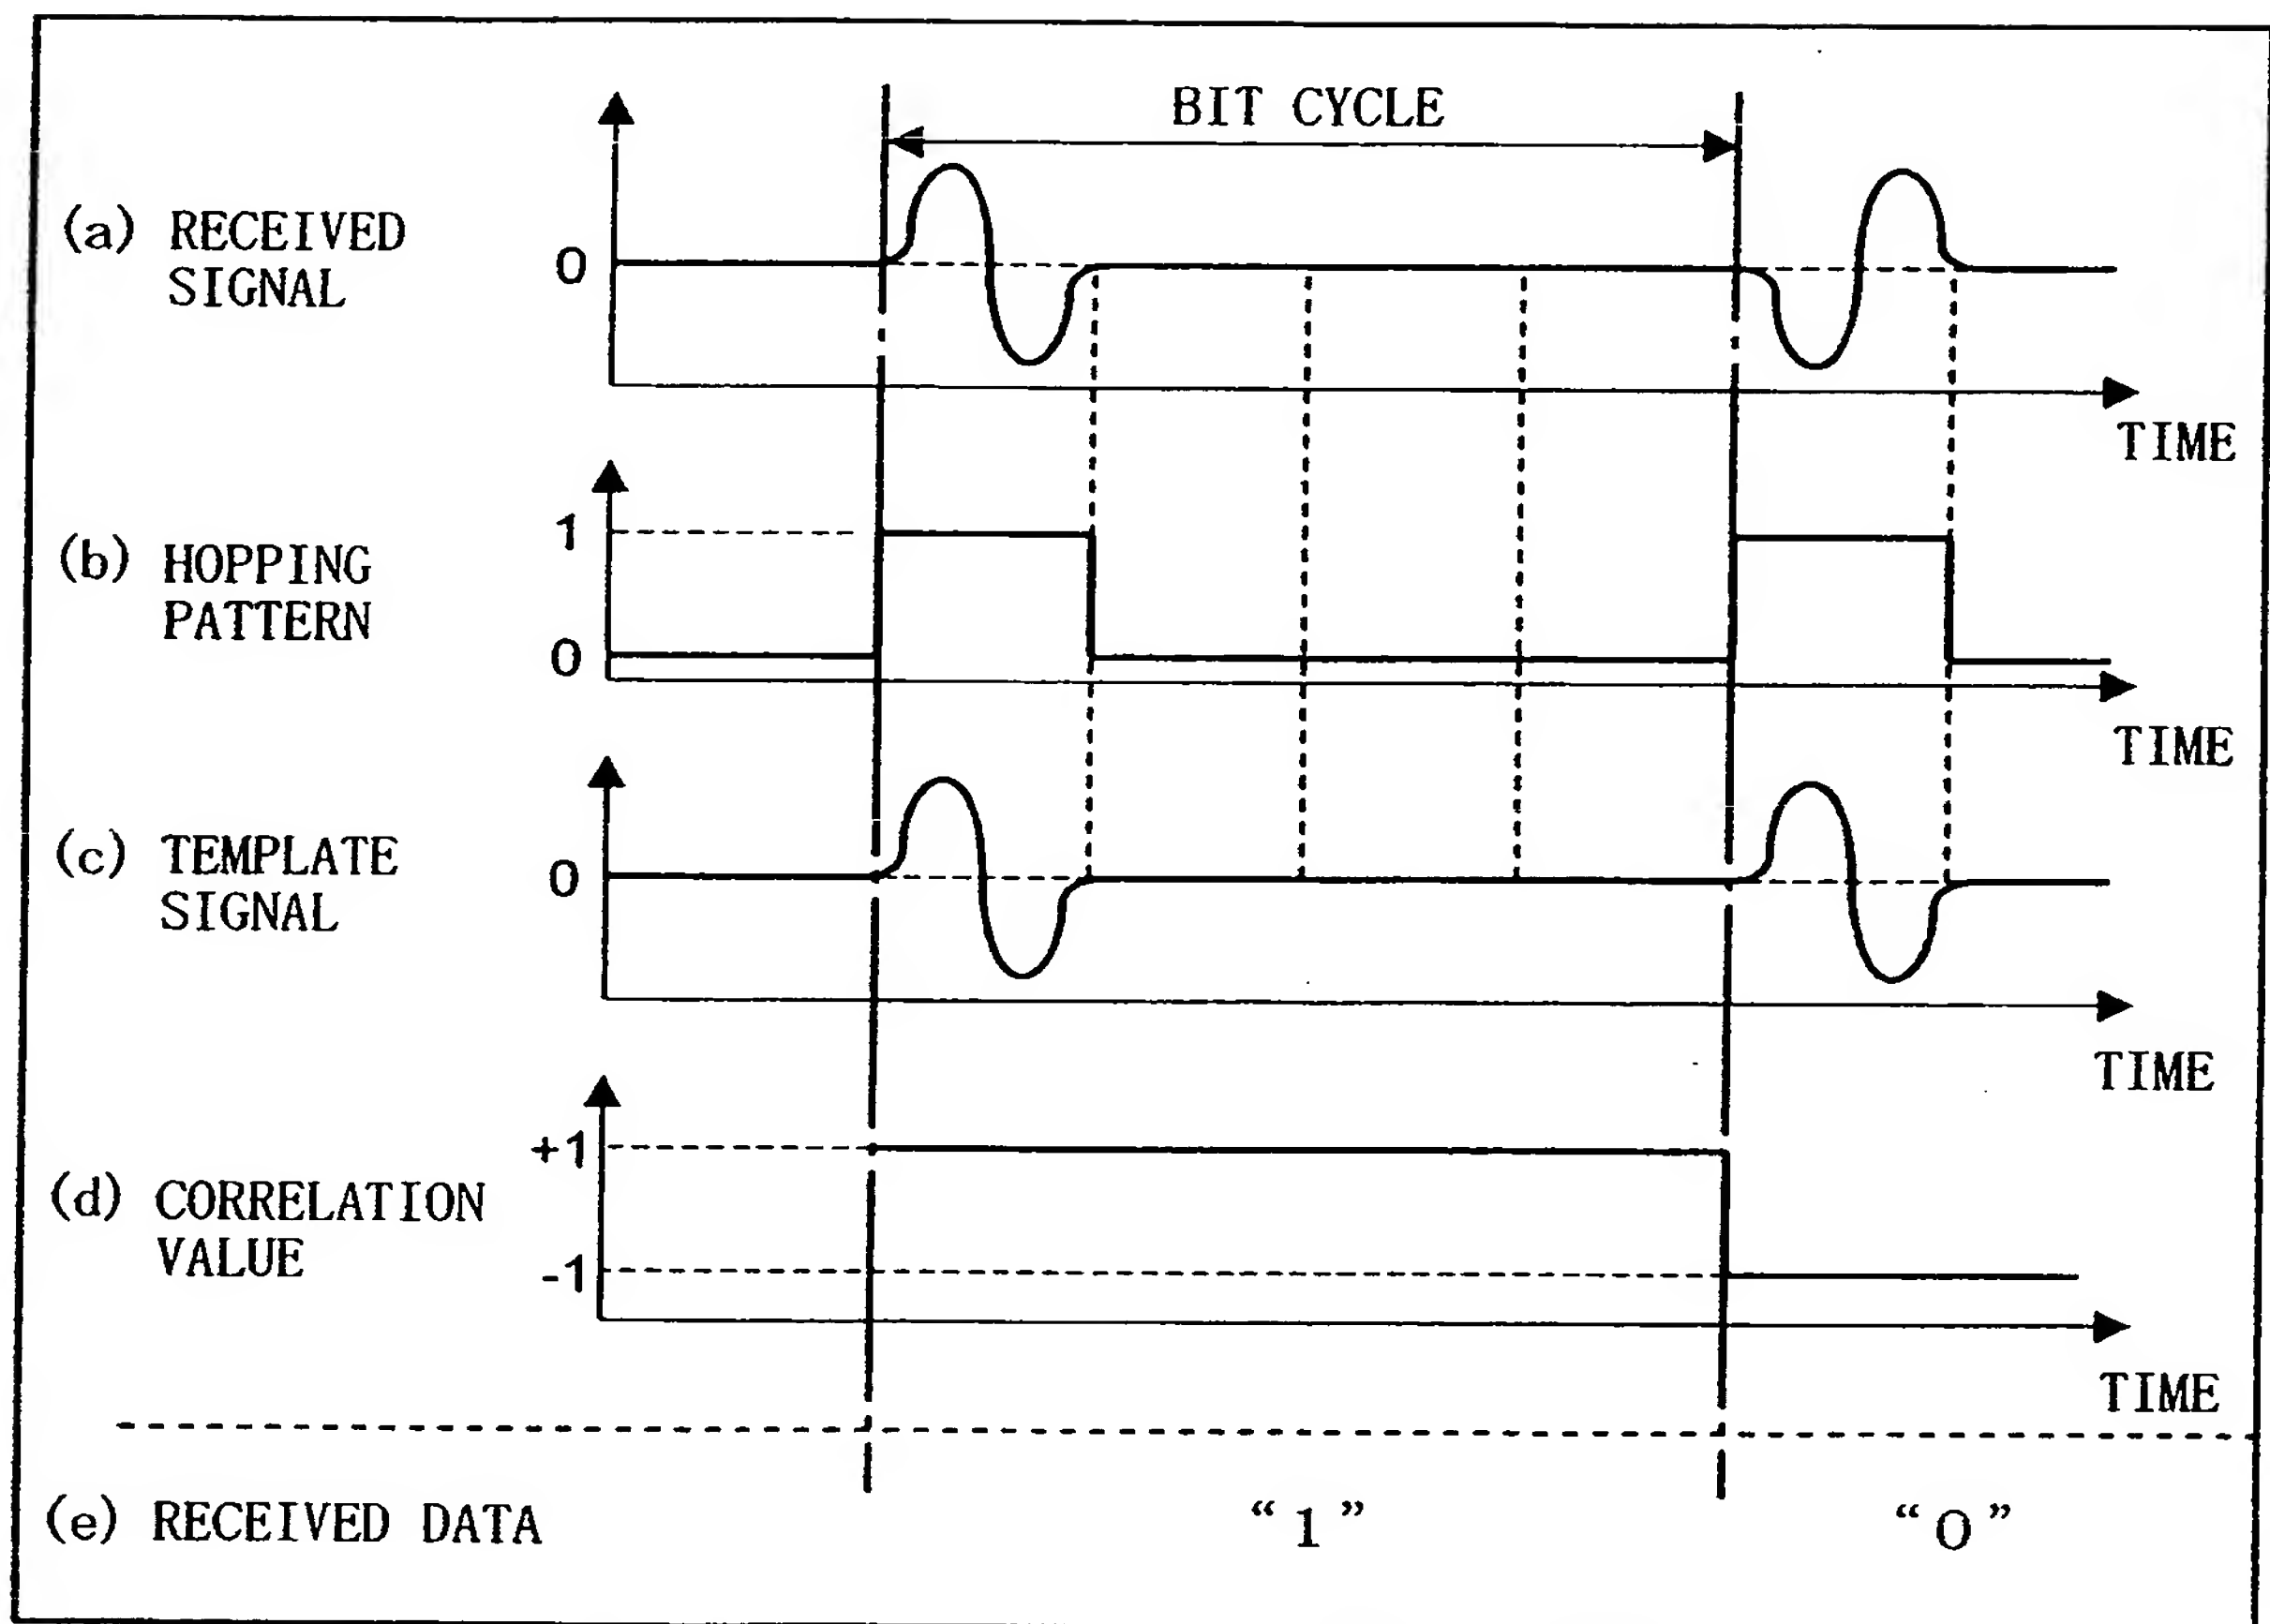 BIT CYCLE
(a) RECEIVED
SIGNAL
0
TIME
(b) HOPPING
PATTERN
1
0
TIME
(c) TEMPLATE
SIGNAL
0
TIME
(d) CORRELATION
VALUE
+1
-1
TIME
(e) RECEIVED DATA
“1”
“0”